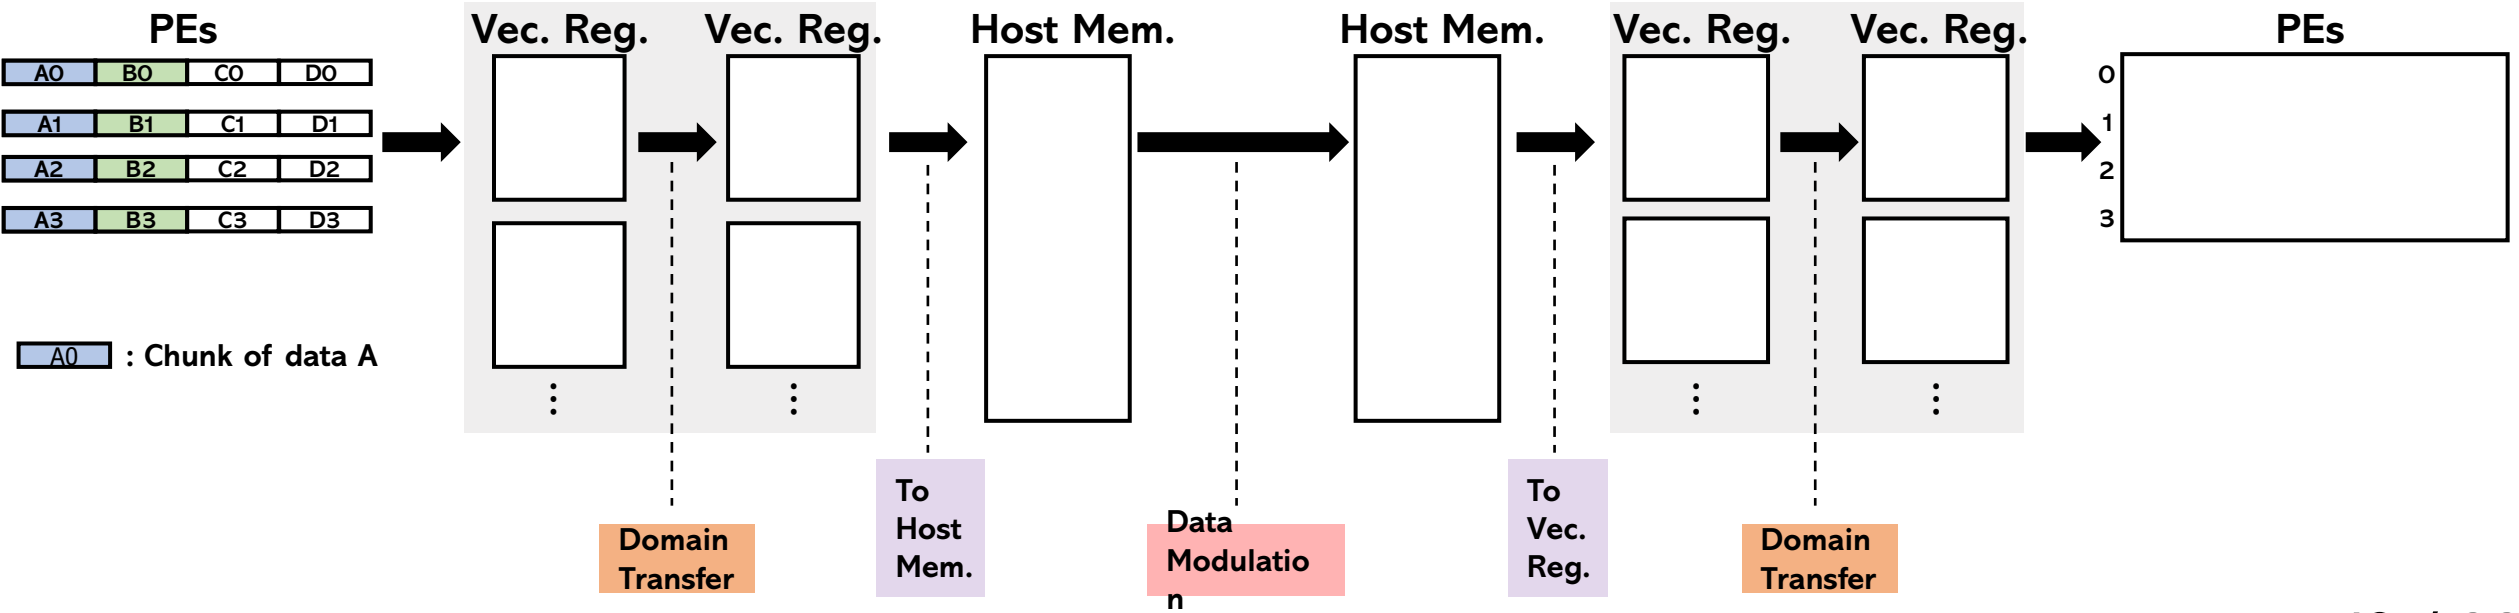 PEs
Vec. Reg.
Vec. Reg.
Host Mem.
Host Mem.
Vec. Reg.
Vec. Reg.
PEs
A0 B0 C0 D0
A1 B1 C1 D1
A2 B2 C2 D2
A3 B3 C3 D3
0
1
2
3
A0 : Chunk of data A
Domain
Transfer
To
Host
Mem.
Data
Modulatio
n
To
Vec.
Reg.
Domain
Transfer